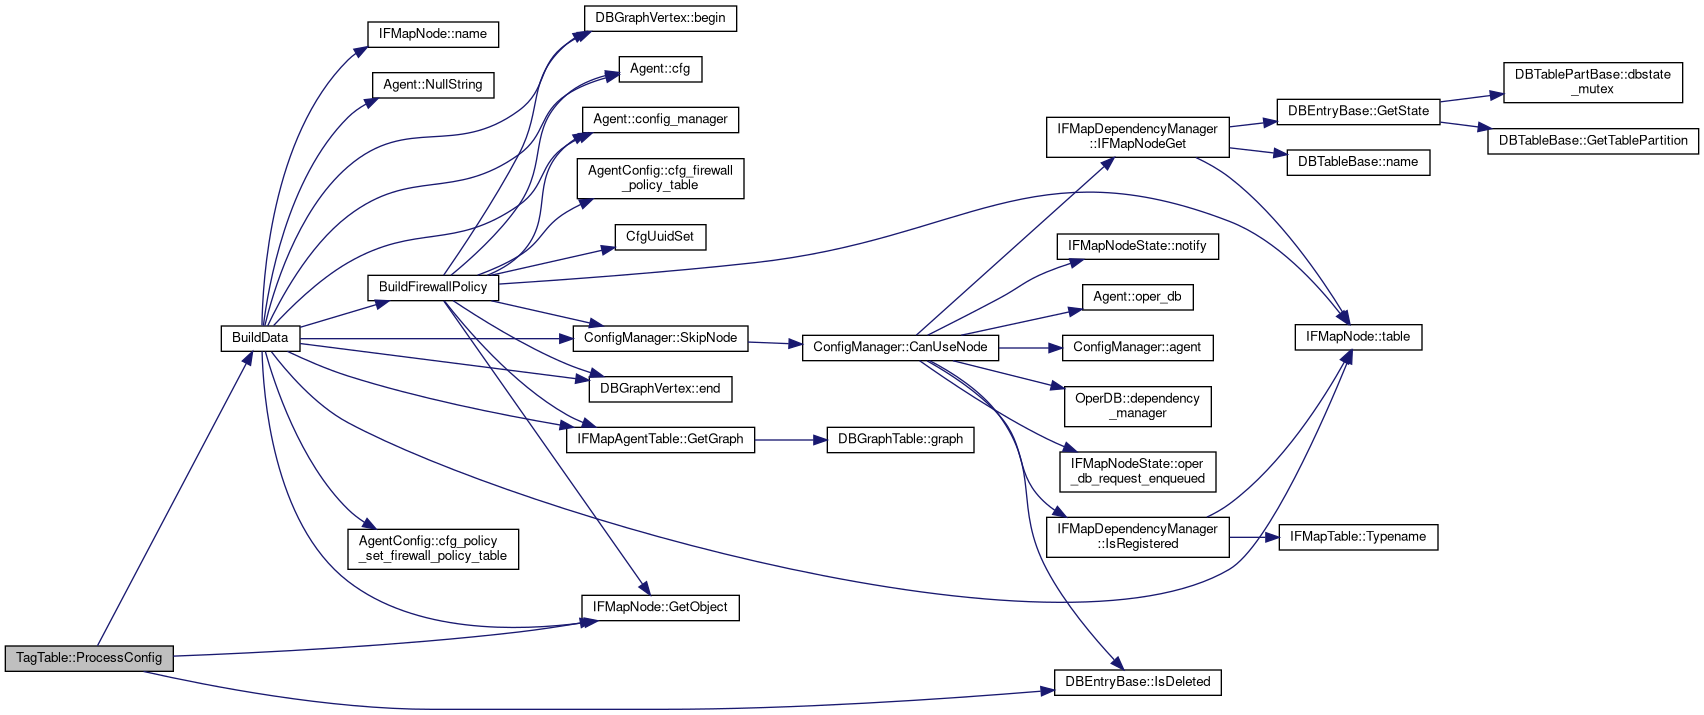 TagTable::ProcessConfig
BuildData
IFMapNode::name
Agent::NullString
BuildFirewallPolicy
AgentConfig::cfg_policy
_set_firewall_policy_table
DBGraphVertex::begin
Agent::cfg
Agent::config_manager
AgentConfig::cfg_firewall
_policy_table
CfgUuidSet
ConfigManager::SkipNode
DBGraphVertex::end
IFMapAgentTable::GetGraph
IFMapNode::GetObject
ConfigManager::CanUseNode
DBGraphTable::graph
IFMapDependencyManager
::IFMapNodeGet
IFMapNodeState::notify
Agent::oper_db
ConfigManager::agent
OperDB::dependency
_manager
IFMapNodeState::oper
_db_request_enqueued
IFMapDependencyManager
::IsRegistered
DBEntryBase::IsDeleted
DBEntryBase::GetState
DBTableBase::name
IFMapNode::table
IFMapTable::Typename
DBTablePartBase::dbstate
_mutex
DBTableBase::GetTablePartition